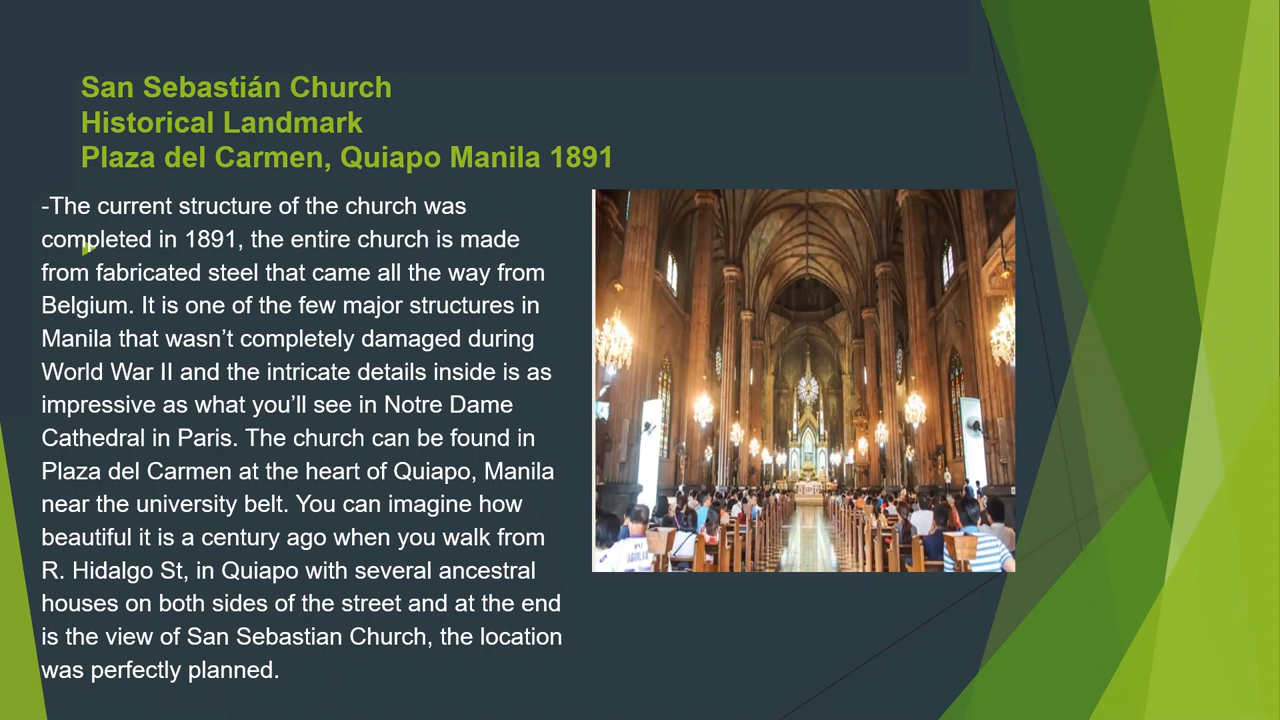 San Sebastián Church
Historical Landmark
Plaza del Carmen, Quiapo Manila 1891
-The current structure of the church was
completed in 1891, the entire church is made
from fabricated steel that came all the way from
Belgium. It is one of the few major structures in
Manila that wasn’t completely damaged during
World War II and the intricate details inside is as
impressive as what you’ll see in Notre Dame
Cathedral in Paris. The church can be found in
Plaza del Carmen at the heart of Quiapo, Manila
near the university belt. You can imagine how
beautiful it is a century ago when you walk from
R. Hidalgo St, in Quiapo with several ancestral
houses on both sides of the street and at the end
is the view of San Sebastian Church, the location
was perfectly planned.